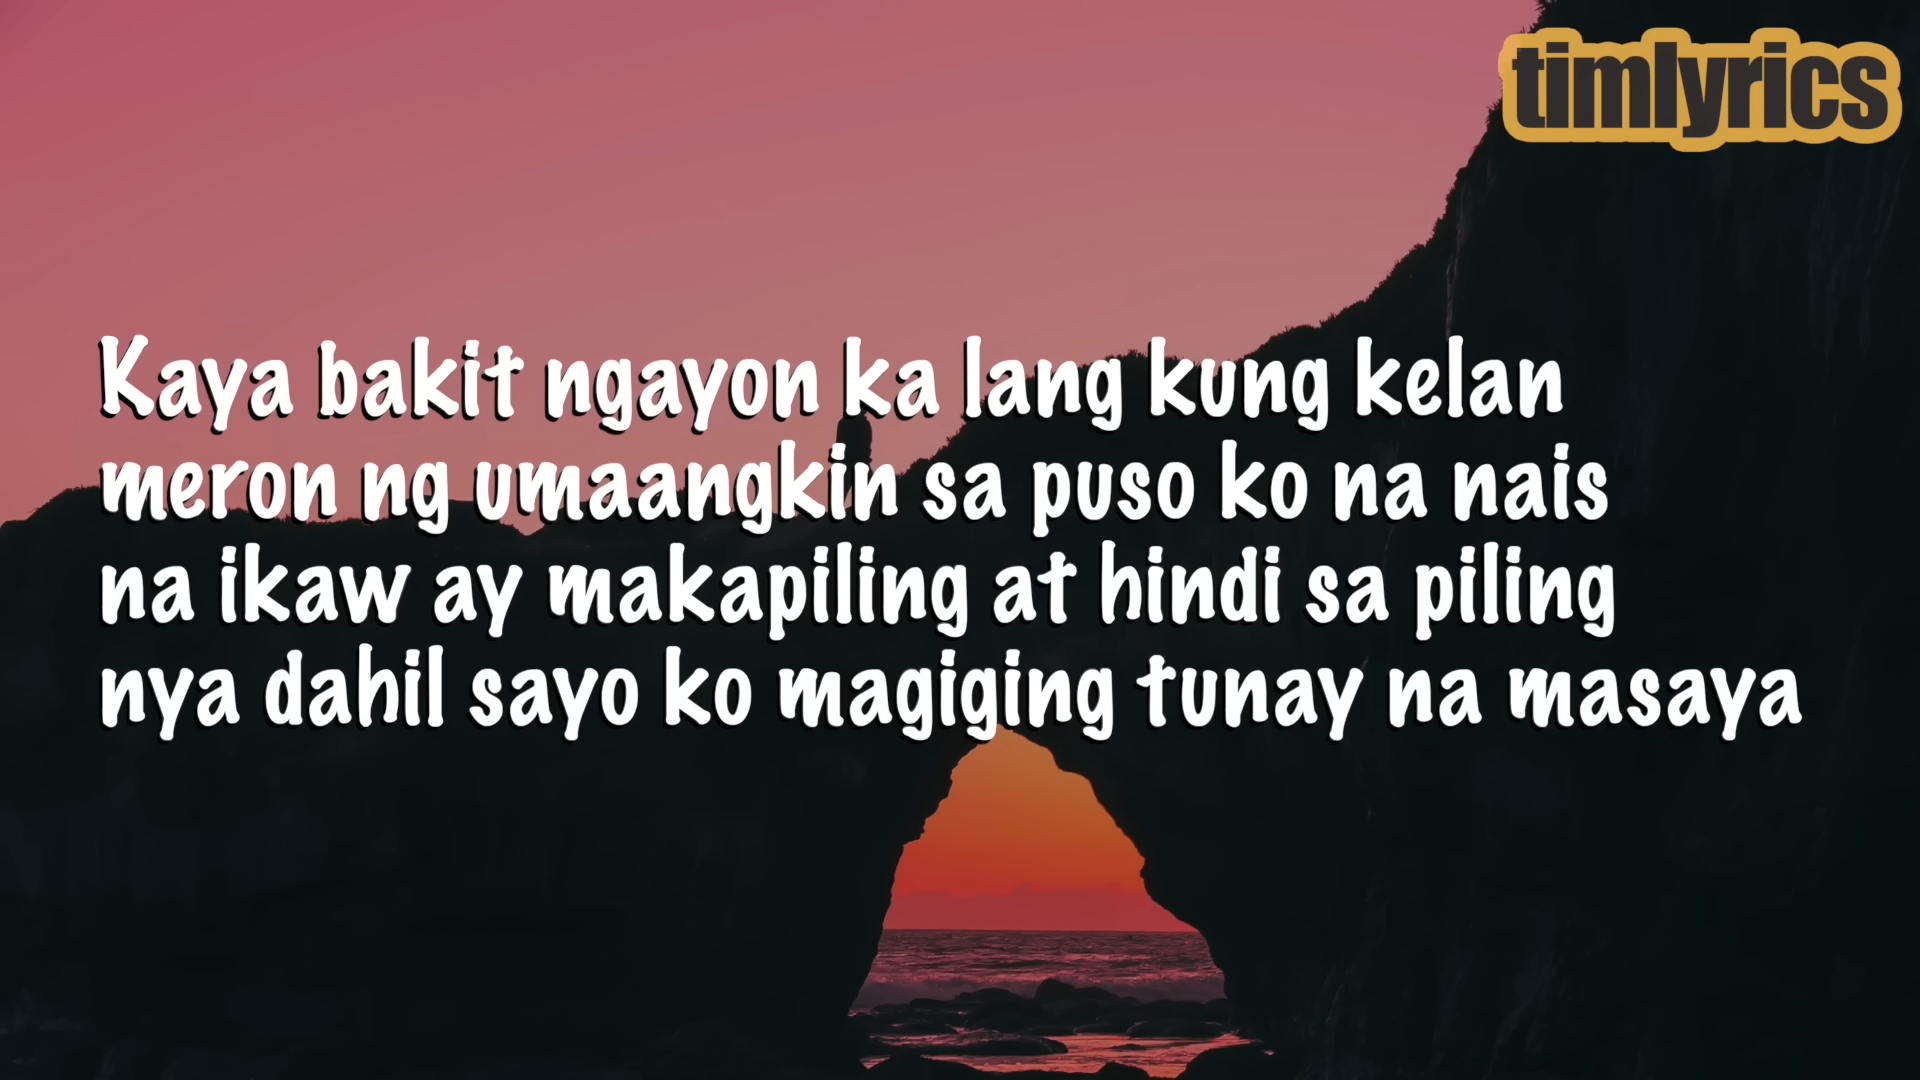 timlyrics
Kaya bakit ngayon ka lang kung kelan
meron ng umaangkin sa puso ko na nais
na ikaw ay makapiling at hindi sa piling
nya dahil sayo ko magiging tunay na masaya